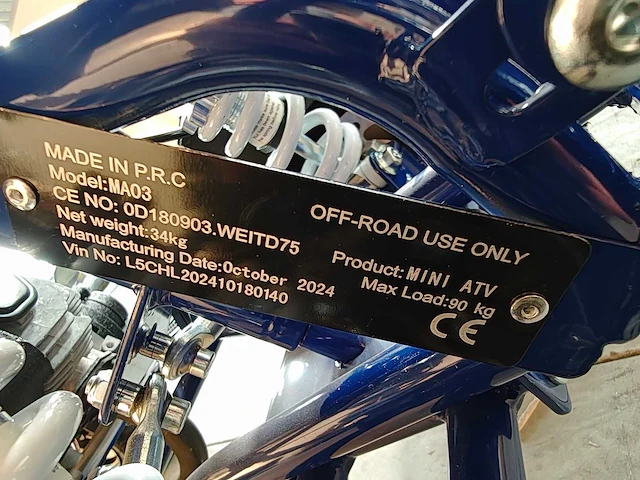 MADE IN P.R.C
Model:MA03
CE NO: 0D180903.WEITD75
Net weight:34kg
Manufacturing Date:October 2024
Vin No: L5CHL202410180140
OFF-ROAD USE ONLY
Product:MINI ATV
Max Load:90 kg
CE